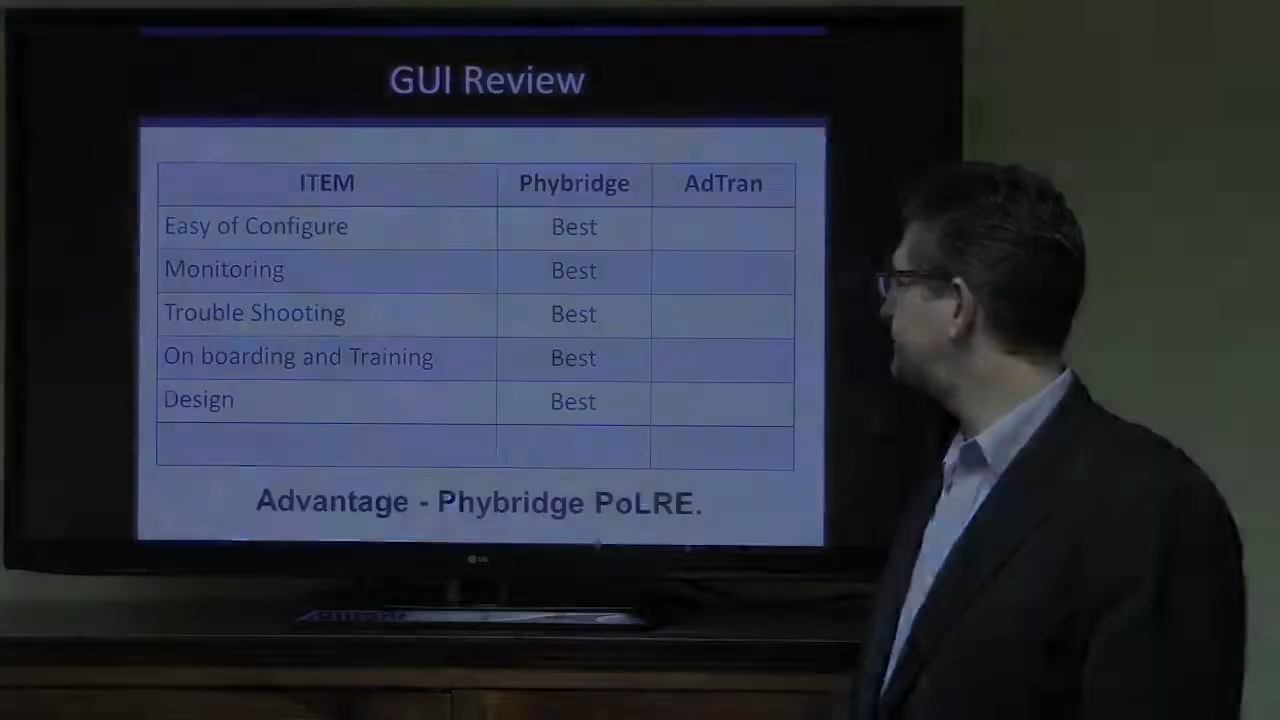 GUI Review
ITEM Phybridge AdTran
Easy of Configure Best
Monitoring Best
Trouble Shooting Best
On boarding and Training Best
Design Best
Advantage - Phybridge PoLRE.
LG